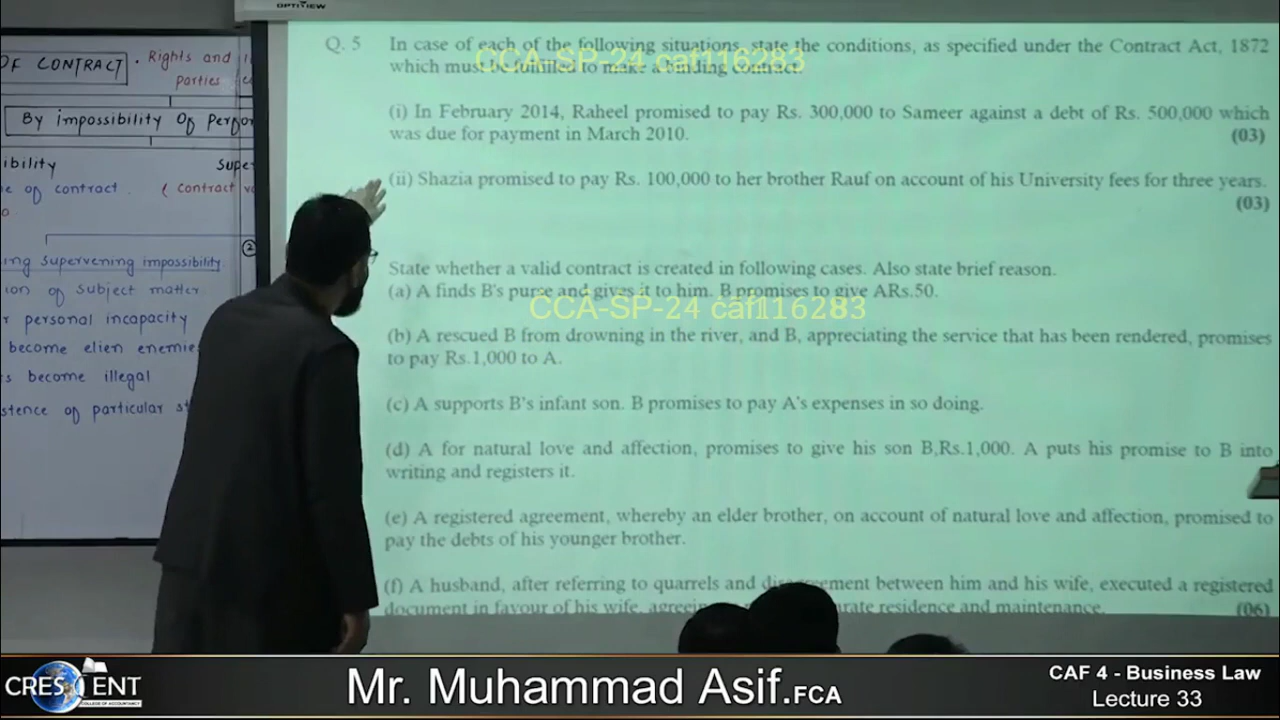 OPTIVIEW
OF CONTRACT
. Rights and
parties
By impossibility of perfor
ibility
Supe
e of contract.
( contract
ing supervening impossibility
②
ion of subject matter
r personal incapacity
become elien enemie
s become illegal
stence of particular st
Q. 5 In case of each of the following situations, state the conditions, as specified under the Contract Act, 1872
which must be fulfilled to make a binding contract.
CCA-SP-24 caf116283
(i) In February 2014, Raheel promised to pay Rs. 300,000 to Sameer against a debt of Rs. 500,000 which
was due for payment in March 2010. (03)
(ii) Shazia promised to pay Rs. 100,000 to her brother Rauf on account of his University fees for three years.
(03)
State whether a valid contract is created in following cases. Also state brief reason.
(a) A finds B's purse and gives it to him. B promises to give ARs.50.
CCA-SP-24 caf116283
(b) A rescued B from drowning in the river, and B, appreciating the service that has been rendered, promises
to pay Rs.1,000 to A.
(c) A supports B's infant son. B promises to pay A's expenses in so doing.
(d) A for natural love and affection, promises to give his son B,Rs.1,000. A puts his promise to B into
writing and registers it.
(e) A registered agreement, whereby an elder brother, on account of natural love and affection, promised to
pay the debts of his younger brother.
(f) A husband, after referring to quarrels and disagreement between him and his wife, executed a registered
document in favour of his wife, agreein rate residence and maintenance. (06)
CRESCENT
COLLEGE OF ACCOUNTANCY
Mr. Muhammad Asif.FCA
CAF 4 - Business Law
Lecture 33